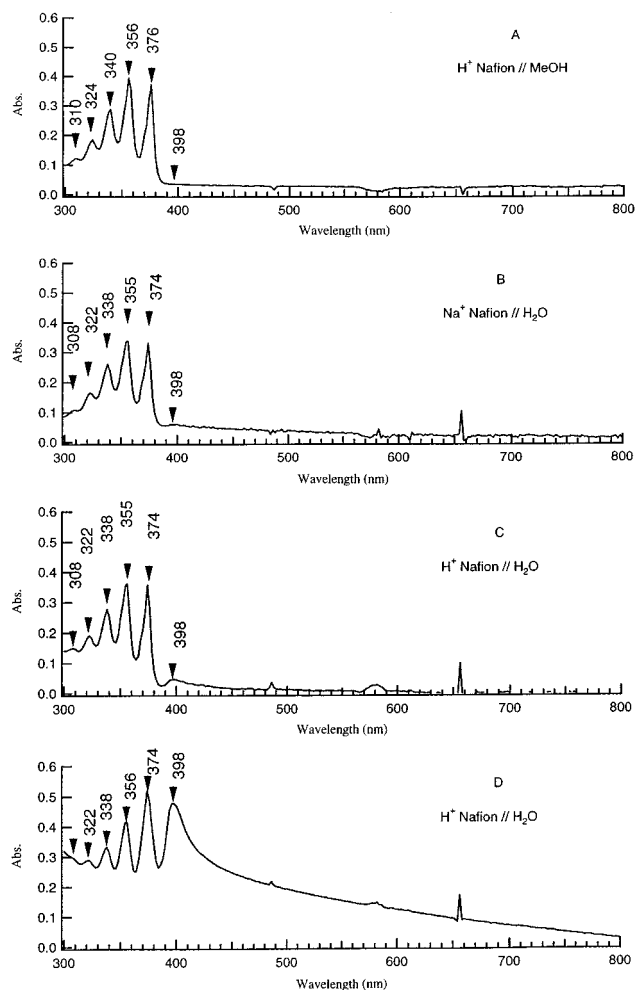 0.6
0.5
0.4
0.3
0.2
0.1
0.0
Abs.
310
324
340
356
376
398
A
H+ Nafion // MeOH
300 400 500 600 700 800
Wavelength (nm)
0.6
0.5
0.4
0.3
0.2
0.1
0.0
Abs.
308
322
338
355
374
398
B
Na+ Nafion // H2O
300 400 500 600 700 800
Wavelength (nm)
0.6
0.5
0.4
0.3
0.2
0.1
0.0
Abs.
308
322
338
355
374
398
C
H+ Nafion // H2O
300 400 500 600 700 800
Wavelength (nm)
0.6
0.5
0.4
0.3
0.2
0.1
0.0
Abs.
322
338
356
374
398
D
H+ Nafion // H2O
300 400 500 600 700 800
Wavelength (nm)